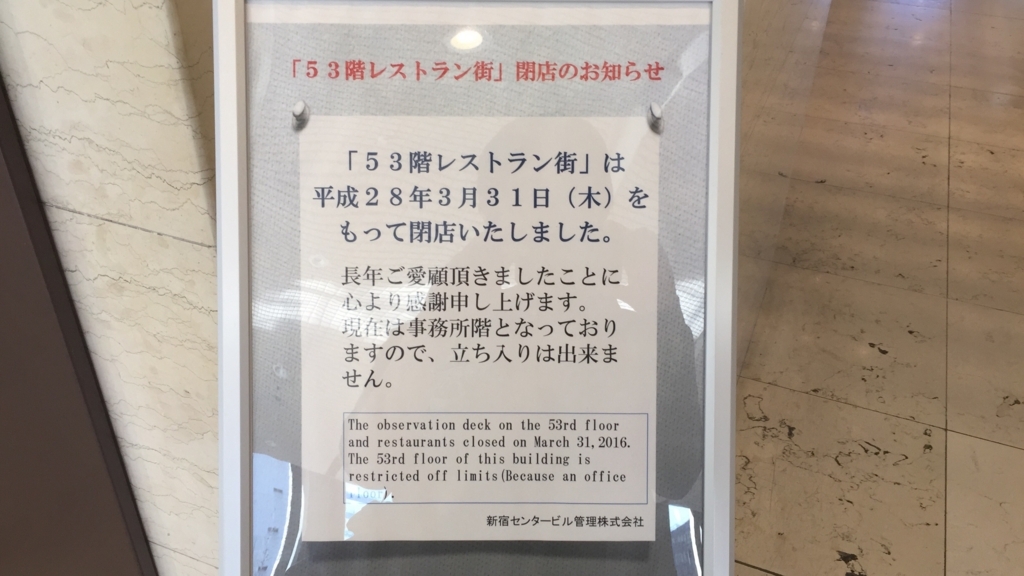 「５３階レストラン街」閉店のお知らせ
「５３階レストラン街」は
平成２８年３月３１日（木）を
もって閉店いたしました。
長年ご愛顧頂きましたことに
心より感謝申し上げます。
現在は事務所階となっており
ますので、立ち入りは出来ま
せん。
The observation deck on the 53rd floor
and restaurants closed on March 31,2016.
The 53rd floor of this building is
restricted off limits(Because an office
floor).
新宿センタービル管理株式会社